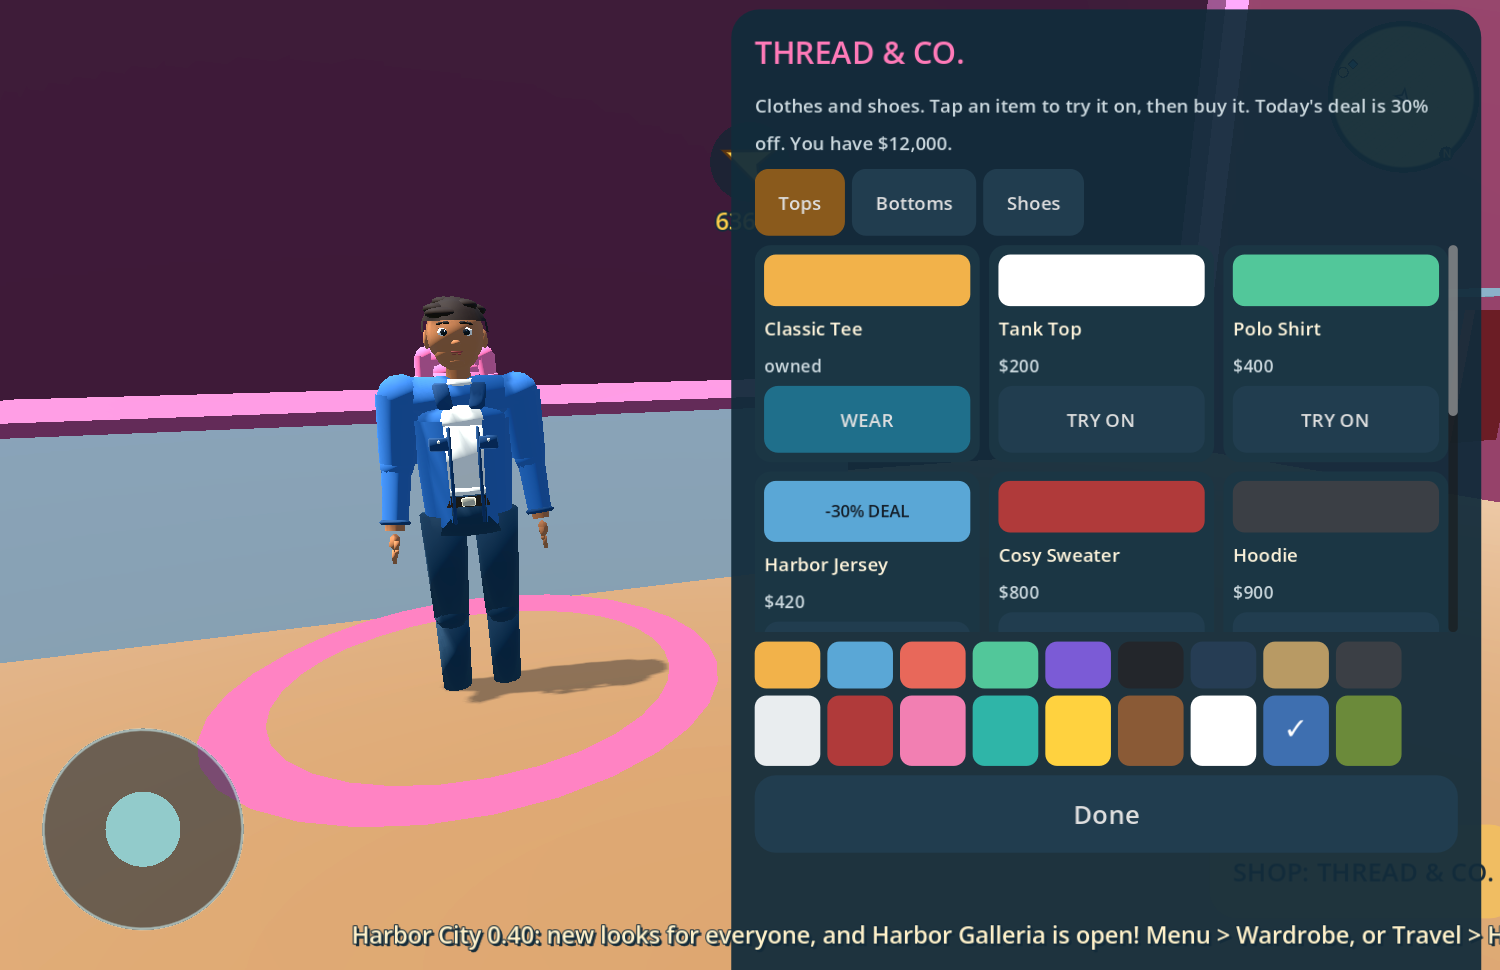 THREAD & CO.
Clothes and shoes. Tap an item to try it on, then buy it. Today's deal is 30%
off. You have $12,000.
636
Tops
Bottoms
Shoes
Classic Tee
Tank Top
Polo Shirt
owned
$200
$400
WEAR
TRY ON
TRY ON
-30% DEAL
Harbor Jersey
Cosy Sweater
Hoodie
$420
$800
$900
✓
Done
SHOP: THREAD & CO.
Harbor City 0.40: new looks for everyone, and Harbor Galleria is open! Menu > Wardrobe, or Travel > H